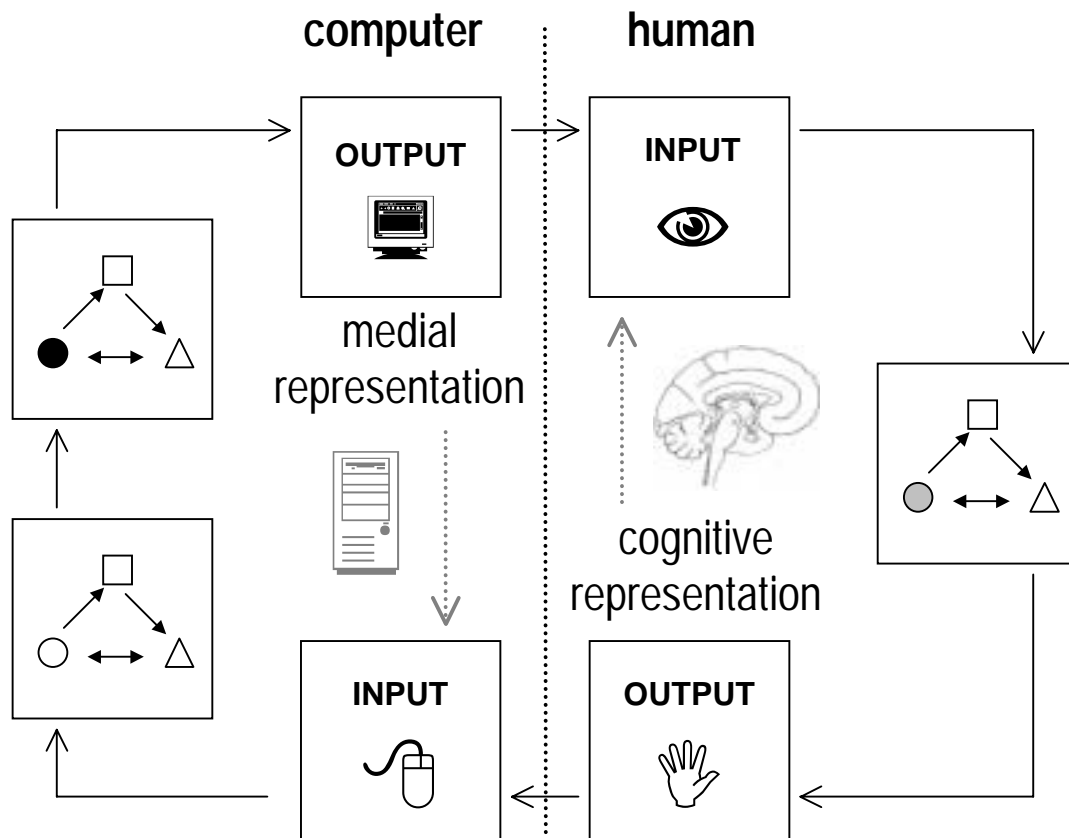 computer
human
OUTPUT
INPUT
medial
representation
cognitive
representation
INPUT
OUTPUT